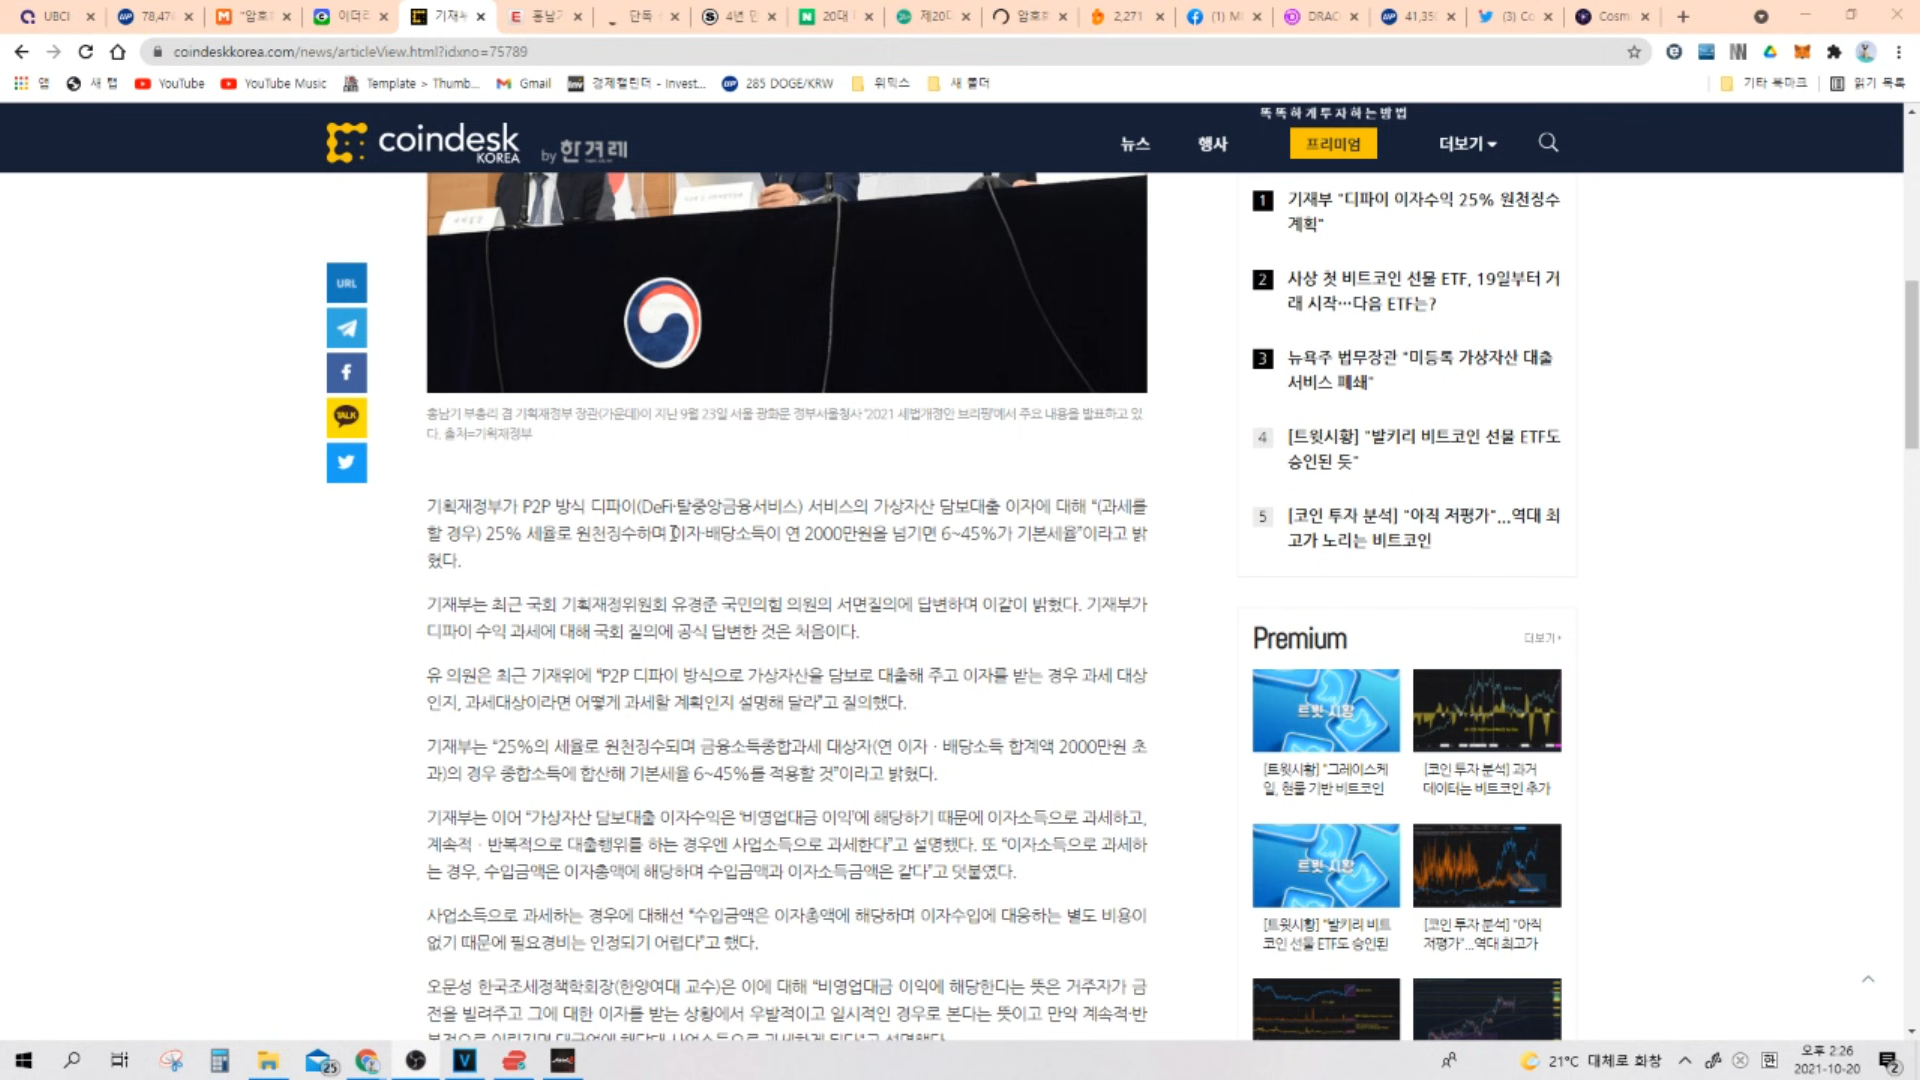 UBCI
78,47
"암호
이더리
기재부
홍남기
단독
4년 만
20대
제20대
암호화
2,271
(1) M
DRAC
41,35
(3) Cc
Cosm
coindeskkorea.com/news/articleView.html?idxno=75789
앱
새 탭
YouTube
YouTube Music
Template > Thumb...
Gmail
경제캘린더 - Invest...
285 DOGE/KRW
위믹스
새 폴더
기타 북마크
읽기 목록
coindesk KOREA by 한겨레
뉴스
행사
똑똑하게투자하는방법
프리미엄
더보기
URL
TALK
홍남기 부총리 겸 기획재정부 장관(가운데)이 지난 9월 23일 서울 광화문 정부서울청사 '2021 세법개정안 브리핑'에서 주요 내용을 발표하고 있
다. 출처=기획재정부
기획재정부가 P2P 방식 디파이(DeFi·탈중앙금융서비스) 서비스의 가상자산 담보대출 이자에 대해 "(과세를
할 경우) 25% 세율로 원천징수하며 이자·배당소득이 연 2000만원을 넘기면 6~45%가 기본세율"이라고 밝
혔다.
기재부는 최근 국회 기획재정위원회 유경준 국민의힘 의원의 서면질의에 답변하며 이같이 밝혔다. 기재부가
디파이 수익 과세에 대해 국회 질의에 공식 답변한 것은 처음이다.
유 의원은 최근 기재위에 "P2P 디파이 방식으로 가상자산을 담보로 대출해 주고 이자를 받는 경우 과세 대상
인지, 과세대상이라면 어떻게 과세할 계획인지 설명해 달라"고 질의했다.
기재부는 "25%의 세율로 원천징수되며 금융소득종합과세 대상자(연 이자 · 배당소득 합계액 2000만원 초
과)의 경우 종합소득에 합산해 기본세율 6~45%를 적용할 것"이라고 밝혔다.
기재부는 이어 "가상자산 담보대출 이자수익은 '비영업대금 이익'에 해당하기 때문에 이자소득으로 과세하고,
계속적 · 반복적으로 대출행위를 하는 경우엔 사업소득으로 과세한다"고 설명했다. 또 "이자소득으로 과세하
는 경우, 수입금액은 이자총액에 해당하며 수입금액과 이자소득금액은 같다"고 덧붙였다.
사업소득으로 과세하는 경우에 대해선 "수입금액은 이자총액에 해당하며 이자수입에 대응하는 별도 비용이
없기 때문에 필요경비는 인정되기 어렵다"고 했다.
오문성 한국조세정책학회장(한양여대 교수)은 이에 대해 "비영업대금 이익에 해당한다는 뜻은 거주자가 금
전을 빌려주고 그에 대한 이자를 받는 상황에서 우발적이고 일시적인 경우로 본다는 뜻이고 만약 계속적·반
1 기재부 "디파이 이자수익 25% 원천징수
계획"
2 사상 첫 비트코인 선물 ETF, 19일부터 거
래 시작…다음 ETF는?
3 뉴욕주 법무장관 "미등록 가상자산 대출
서비스 폐쇄"
4 [트윗시황] "발키리 비트코인 선물 ETF도
승인된 듯"
5 [코인 투자 분석] "아직 저평가"...역대 최
고가 노리는 비트코인
Premium
더보기
트윗 시황
[트윗시황] "그레이스케
일, 현물 기반 비트코인
[코인 투자 분석] 과거
데이터는 비트코인 추가
트윗 시황
[트윗시황] "발키리 비트
코인 선물 ETF도 승인된
[코인 투자 분석] "아직
저평가"...역대 최고가
25
21°C 대체로 화창
한
오후 2:26
2021-10-20
2